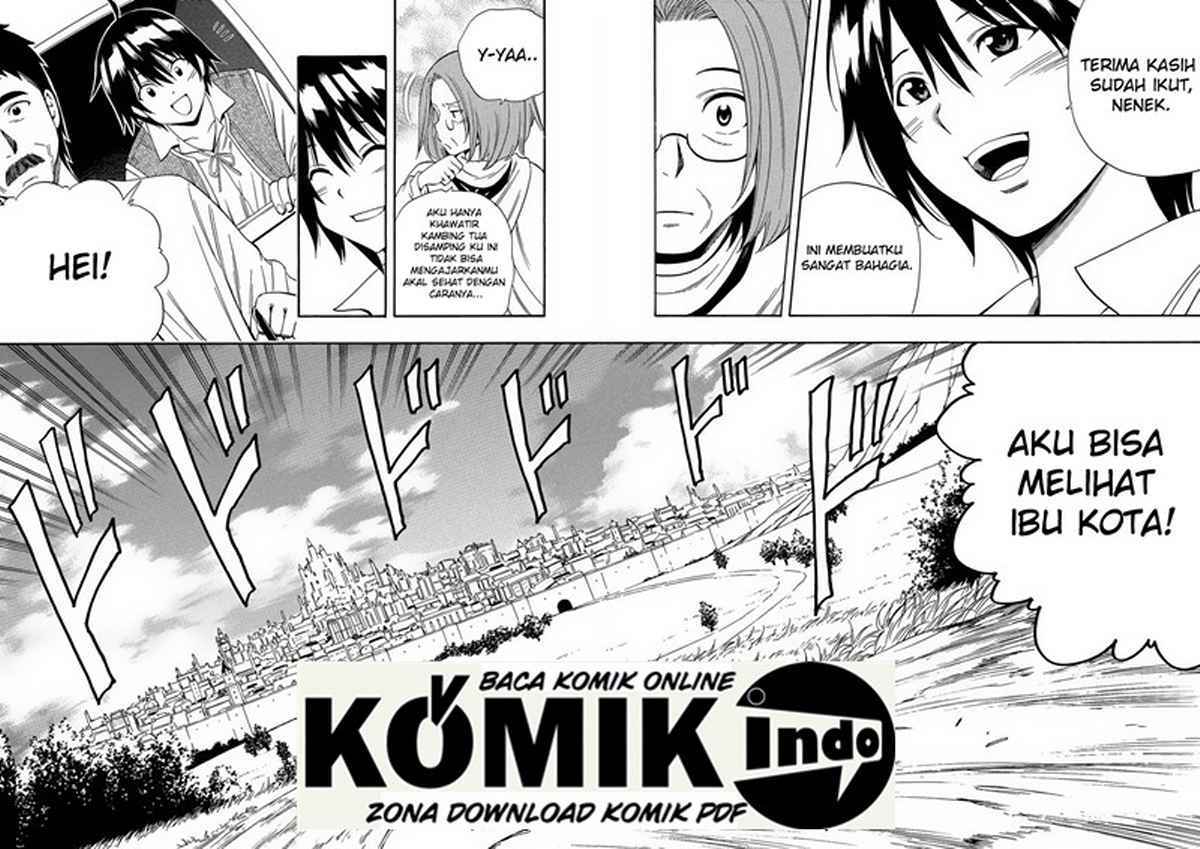 TERIMA KASIH
SUDAH IKUT,
NENEK.
INI MEMBUATKU
SANGAT BAHAGIA.
Y-YAA..
AKU HANYA
KHAWATIR
KAMBING TUA
DISAMPING KU INI
TIDAK BISA
MENGAJARKANMU
AKAL SEHAT DENGAN
CARANYA...
HEI!
AKU BISA
MELIHAT
IBU KOTA!
ドドドドドド
BACA KOMIK ONLINE
KOMIK indo
ZONA DOWNLOAD KOMIK PDF